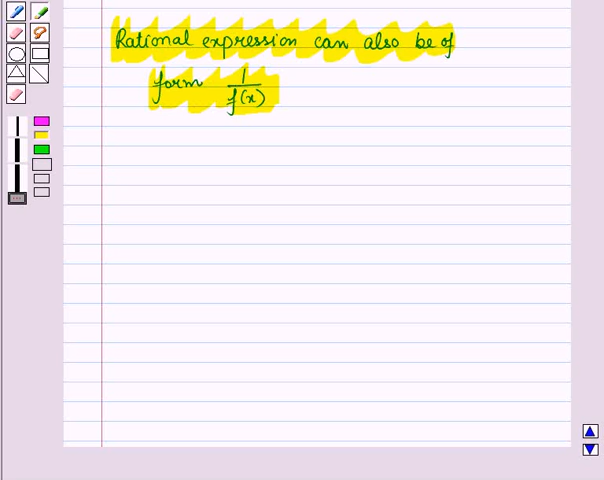 Rational expression can also be of
form 1/f(x)